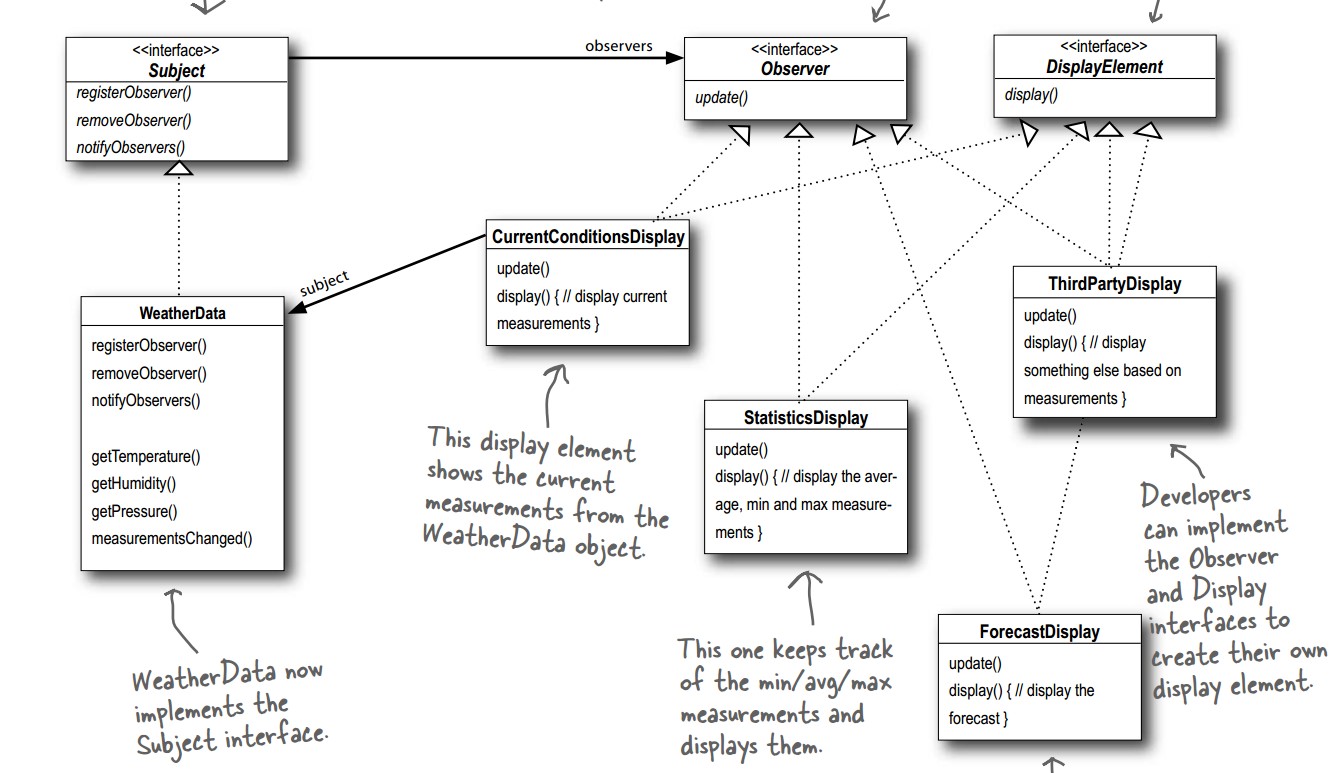 <<interface>>
Subject
registerObserver()
removeObserver()
notifyObservers()
observers
<<interface>>
Observer
update()
<<interface>>
DisplayElement
display()
subject
WeatherData
registerObserver()
removeObserver()
notifyObservers()
getTemperature()
getHumidity()
getPressure()
measurementsChanged()
WeatherData now
implements the
Subject interface.
CurrentConditionsDisplay
update()
display() { // display current
measurements }
This display element
shows the current
measurements from the
WeatherData object.
StatisticsDisplay
update()
display() { // display the aver-
age, min and max measure-
ments }
This one keeps track
of the min/avg/max
measurements and
displays them.
ThirdPartyDisplay
update()
display() { // display
something else based on
measurements }
Developers
can implement
the Observer
and Display
interfaces to
create their own
display element.
ForecastDisplay
update()
display() { // display the
forecast }